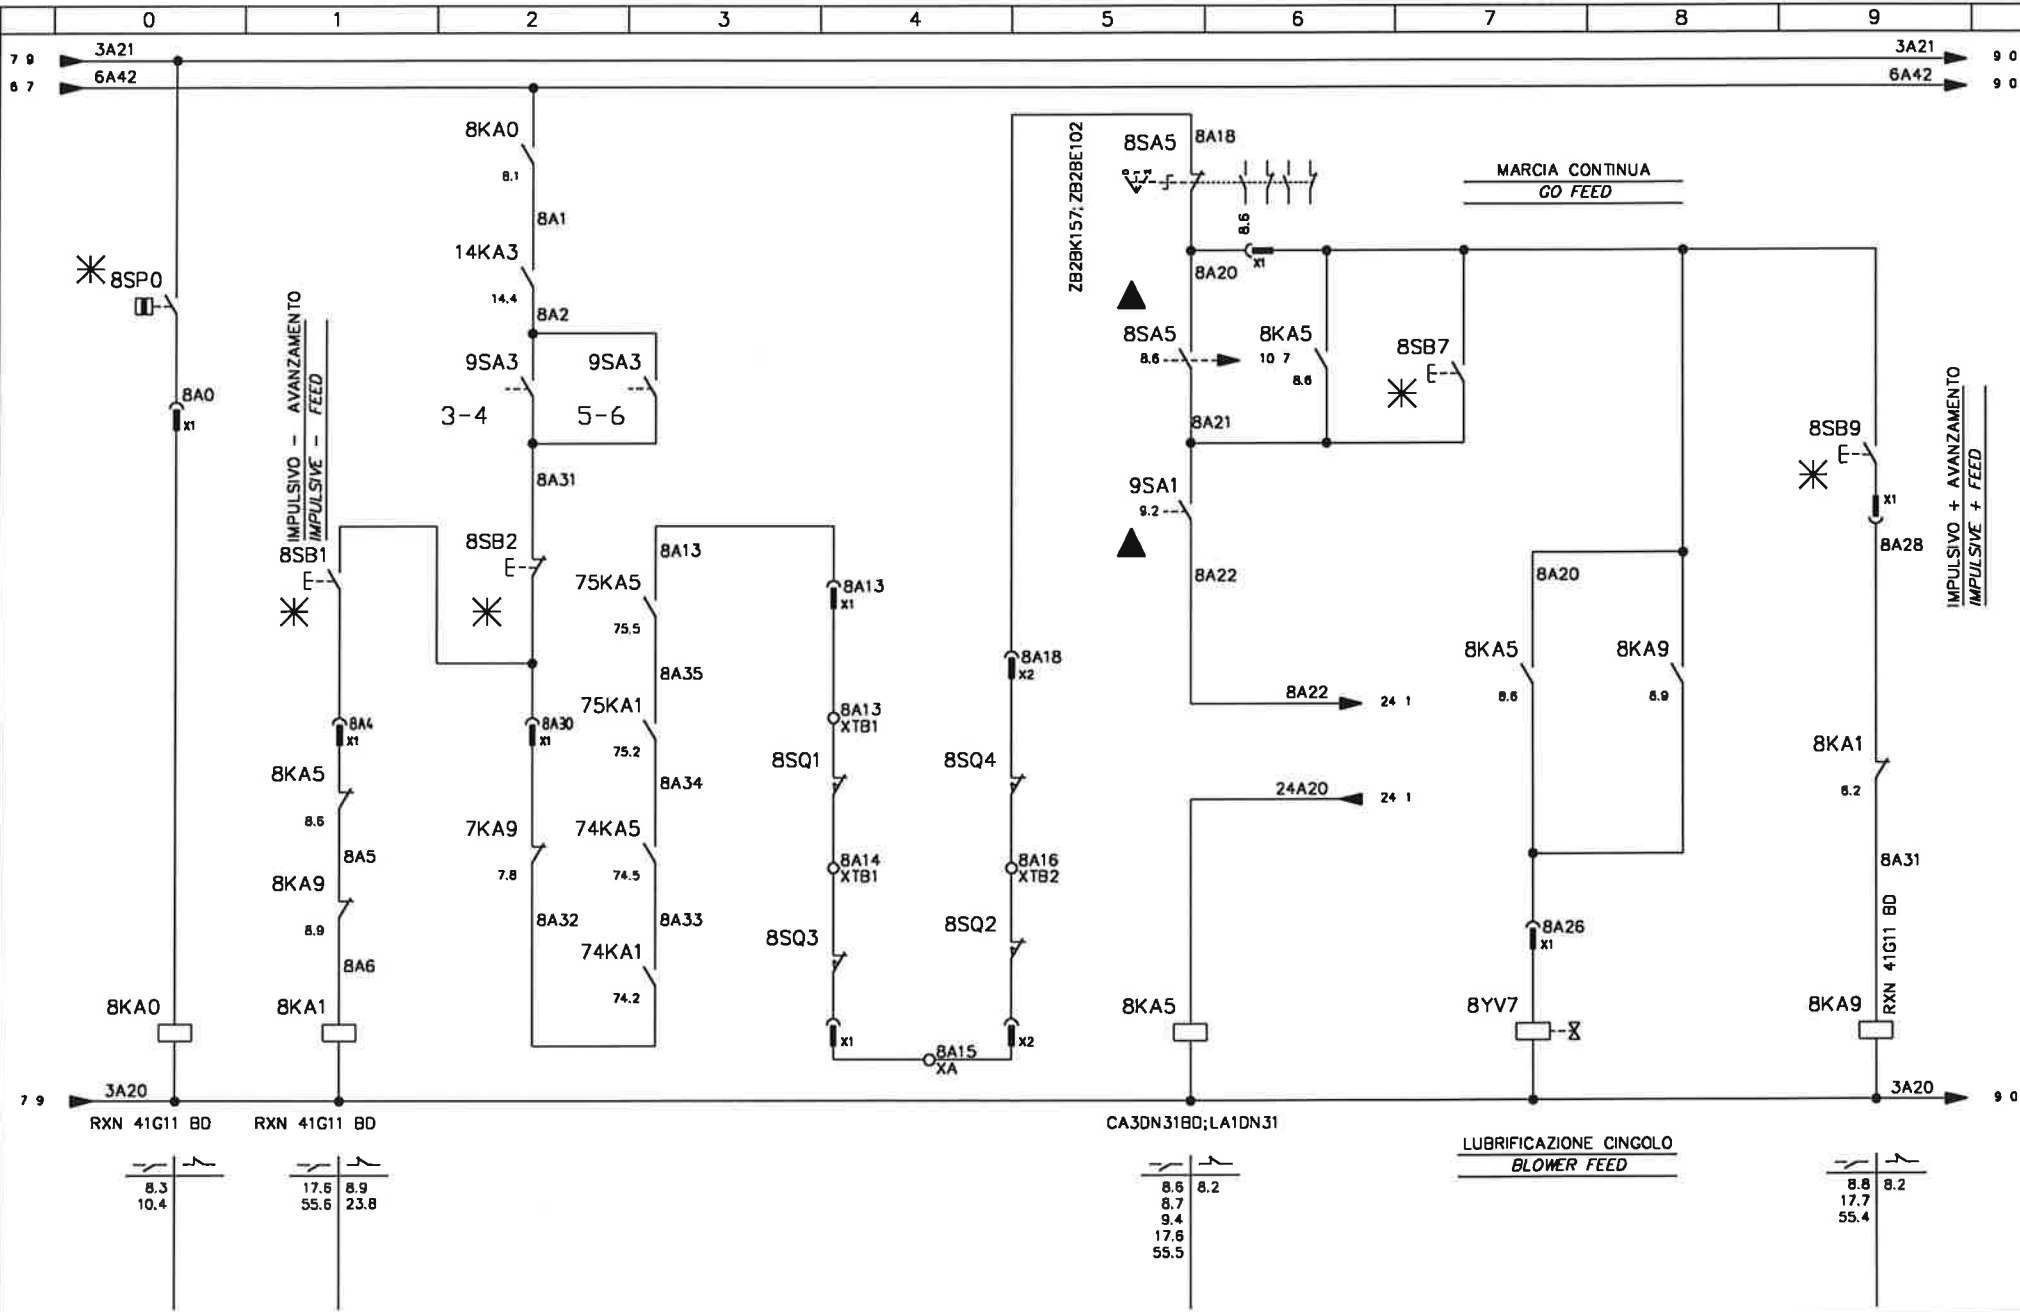 0 1 2 3 4 5 6 7 8 9
7 9 3A21 3A21 9 0
6 7 6A42 6A42 9 0
8KA0
8.1
8A1
14KA3
14.4
8A2
8SP0
8A0
X1
IMPULSIVO - AVANZAMENTO
IMPULSIVE - FEED
9SA3
3-4
9SA3
5-6
8A31
8SB1
8SB2
8A4
X1
8KA5
8.6
8A5
8KA9
8.9
8A6
8A30
X1
7KA9
7.8
8A32
8A13
75KA5
75.5
8A35
75KA1
75.2
8A34
74KA5
74.5
8A33
74KA1
74.2
8A13
X1
8A13
XTB1
8SQ1
8A14
XTB1
8SQ3
X1
8A15
XA
8A18
X2
8SQ4
8A16
XTB2
8SQ2
X2
ZB2BK157; ZB2BE102
8SA5
8A18
8.6
X1
8A20
8SA5
8.6
10 7
8KA5
8.6
8SB7
8A21
9SA1
9.2
8A22
8A22 24 1
24A20 24 1
MARCIA CONTINUA
GO FEED
8A20
8KA5
8.6
8KA9
8.9
8A26
X1
8SB9
X1
8A28
IMPULSIVO + AVANZAMENTO
IMPULSIVE + FEED
8KA1
8.2
8A31
RXN 41G11 BD
8KA0
8KA1
8KA5
8YV7
8KA9
7 9 3A20 3A20 9 0
RXN 41G11 BD
RXN 41G11 BD
CA3DN31BD;LA1DN31
LUBRIFICAZIONE CINGOLO
BLOWER FEED
8.3
10.4
17.6 8.9
55.6 23.8
8.6 8.2
8.7
9.4
17.6
55.5
8.8 8.2
17.7
55.4